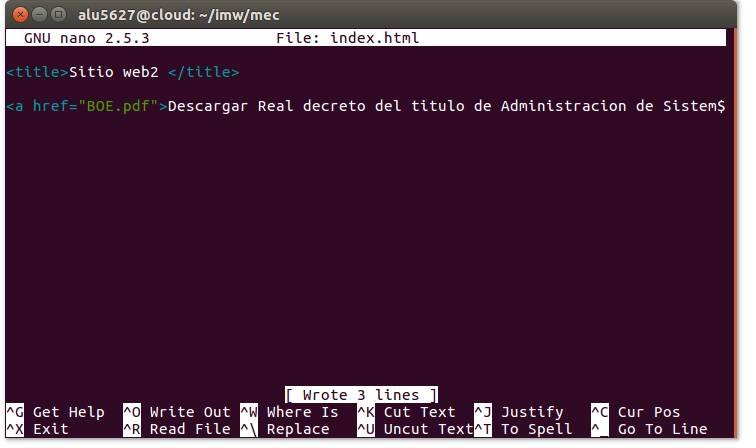 alu5627@cloud: ~/imw/mec
GNU nano 2.5.3 File: index.html
<title>Sitio web2 </title>
<a href="BOE.pdf">Descargar Real decreto del titulo de Administracion de Sistem$
[ Wrote 3 lines ]
^G Get Help ^O Write Out ^W Where Is ^K Cut Text ^J Justify ^C Cur Pos
^X Exit ^R Read File ^\ Replace ^U Uncut Text ^T To Spell ^_ Go To Line